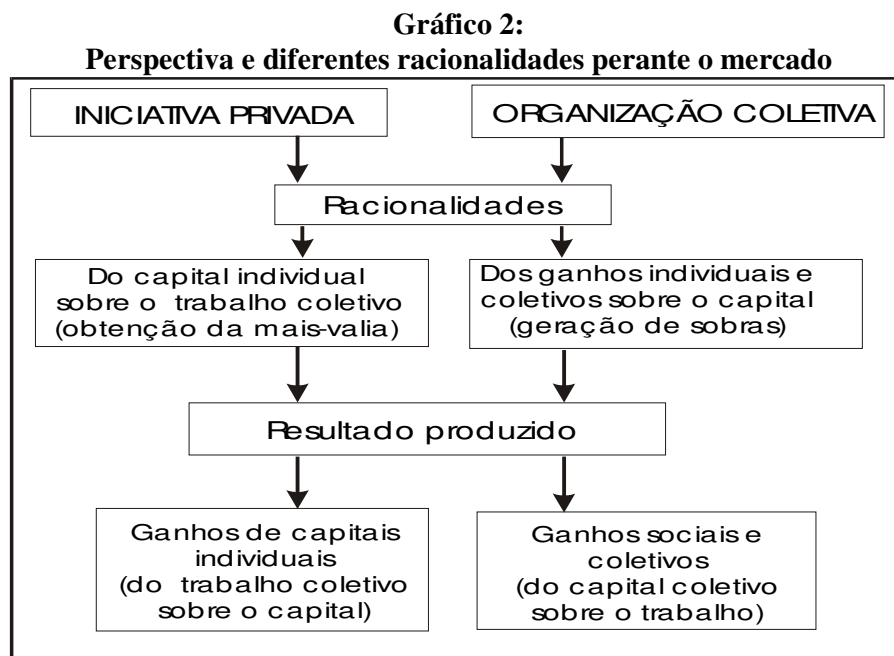 Gráfico 2:
Perspectiva e diferentes racionalidades perante o mercado
INICIATIVA PRIVADA
ORGANIZAÇÃO COLETIVA
Racionalidades
Do capital individual
sobre o trabalho coletivo
(obtenção da mais-valia)
Dos ganhos individuais e
coletivos sobre o capital
(geração de sobras)
Resultado produzido
Ganhos de capitais
individuais
(do trabalho coletivo
sobre o capital)
Ganhos sociais e
coletivos
(do capital coletivo
sobre o trabalho)